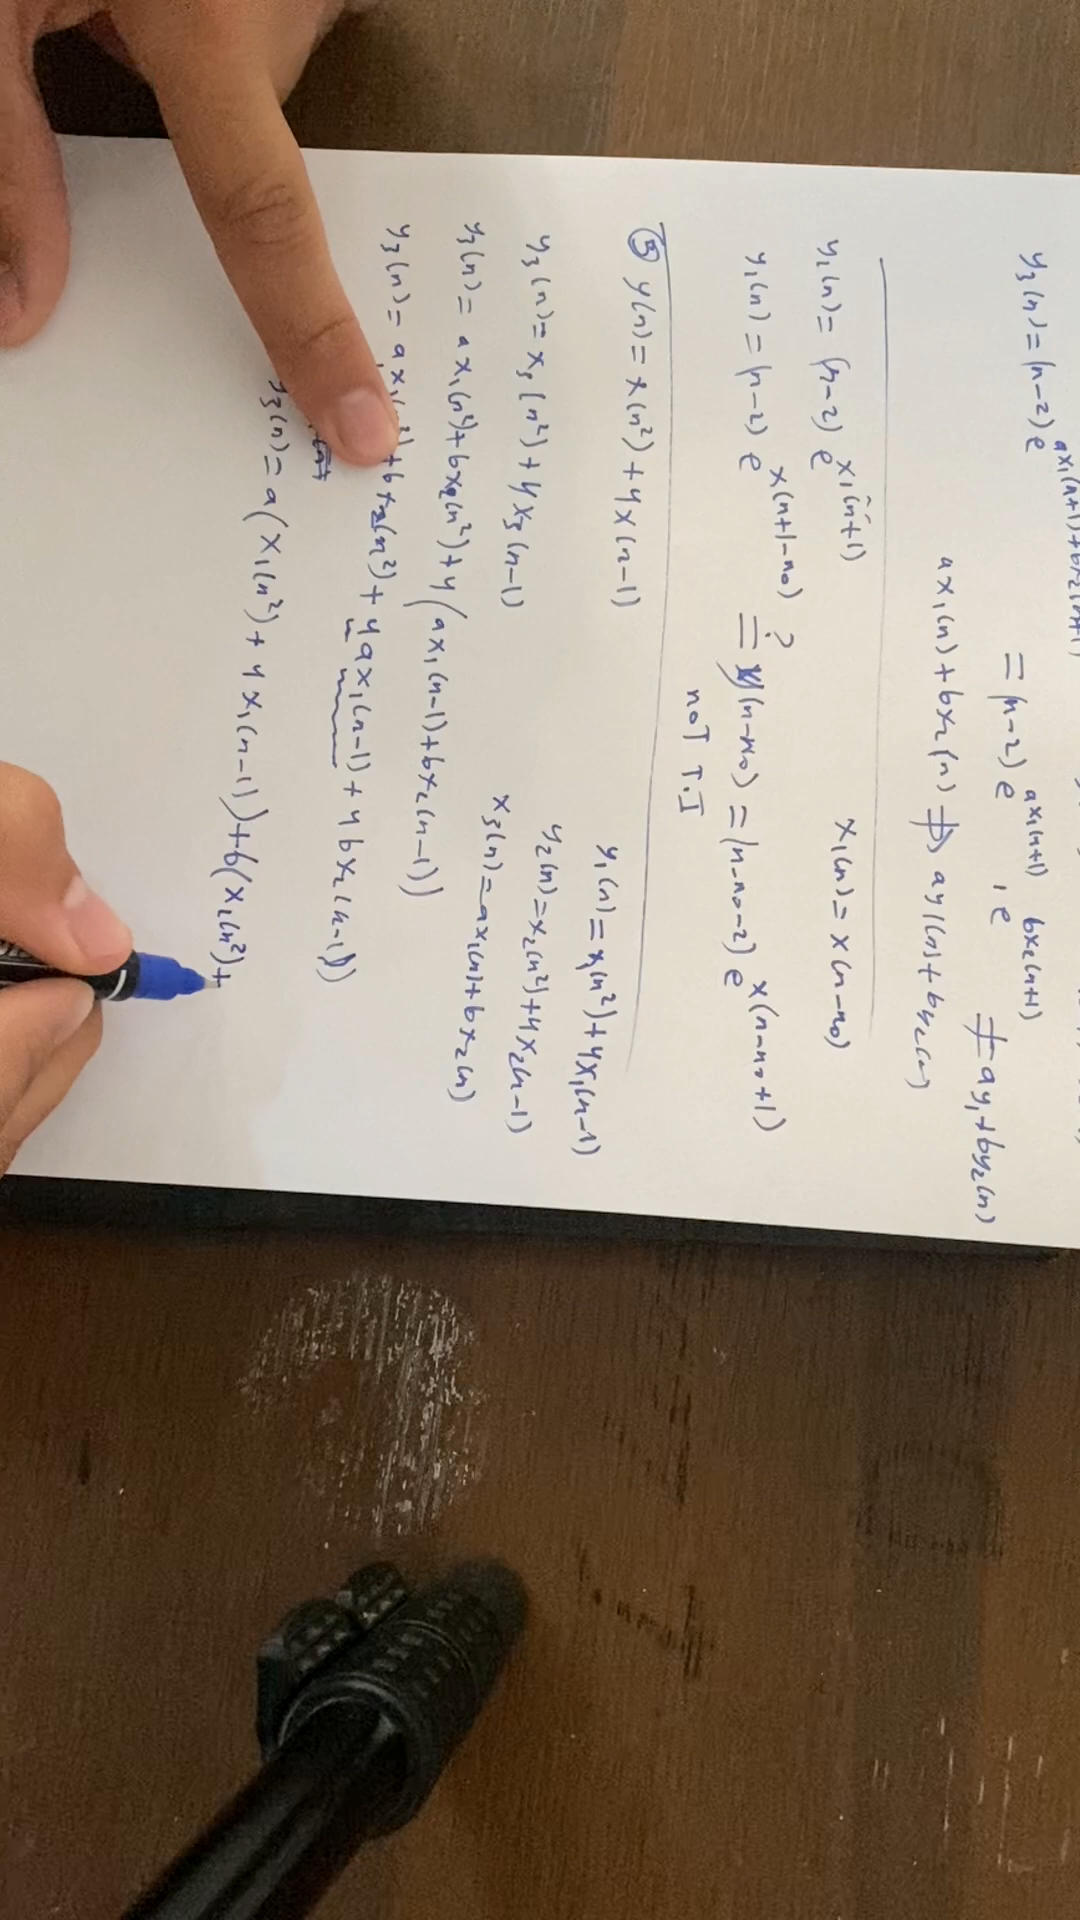 y₃(n) = (n-2) e^{ax₁(n+1)+bx₂(n+1)} = (n-2) e^{ax₁(n+1)} . e^{bx₂(n+1)} ≠ ay₁+by₂(n)
ax₁(n)+bx₂(n) ⇏ ay(n)+by₂(n)
y₁(n) = (n-2) e^{x₁(n+1)} x₁(n) = x(n-n₀)
y₁(n) = (n-2) e^{x(n+1-n₀)} =? y(n-n₀) = (n-n₀-2) e^{x(n-n₀+1)}
noT T.I
⑤ y(n) = x(n²) + 4x(n-1)
y₁(n) = x₁(n²) + 4x₁(n-1)
y₃(n) = x₃(n²) + 4x₃(n-1) y₂(n) = x₂(n²) + 4x₂(n-1)
x₃(n) = ax₁(n) + bx₂(n)
y₃(n) = ax₁(n²) + bx₂(n²) + 4(ax₁(n-1) + bx₂(n-1))
y₃(n) = ax₁(n²) + bx₂(n²) + 4ax₁(n-1) + 4bx₂(n-1))
y₃(n) = a(x₁(n²) + 4x₁(n-1)) + b(x₂(n²) +